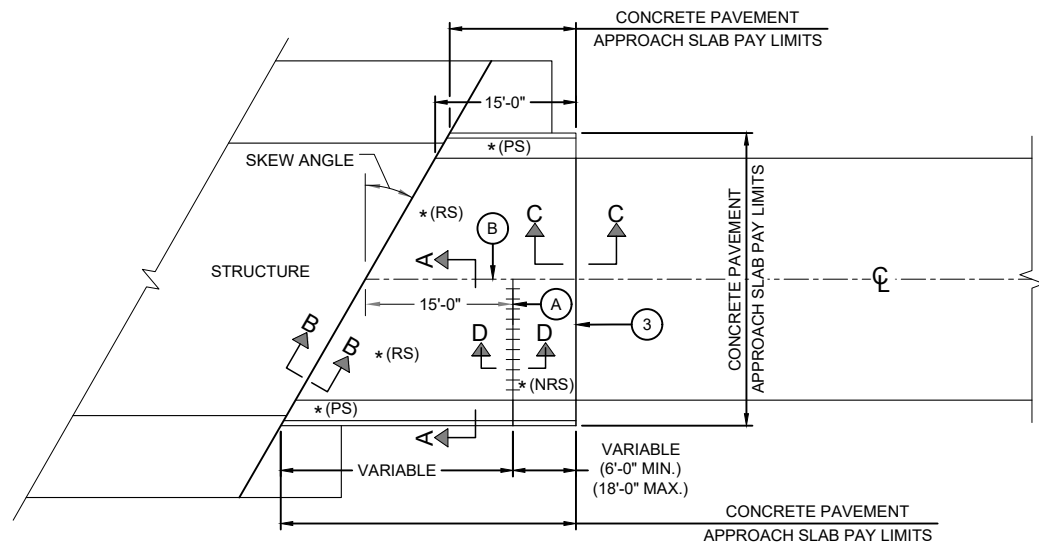 CONCRETE PAVEMENT
APPROACH SLAB PAY LIMITS
15'-0"
*(PS)
SKEW ANGLE
*(RS)
C
C
B
A
STRUCTURE
15'-0"
A
℄
3
CONCRETE PAVEMENT
APPROACH SLAB PAY LIMITS
B
B
*(RS)
D
D
*(NRS)
*(PS)
A
VARIABLE
VARIABLE
(6'-0" MIN.)
(18'-0" MAX.)
CONCRETE PAVEMENT
APPROACH SLAB PAY LIMITS